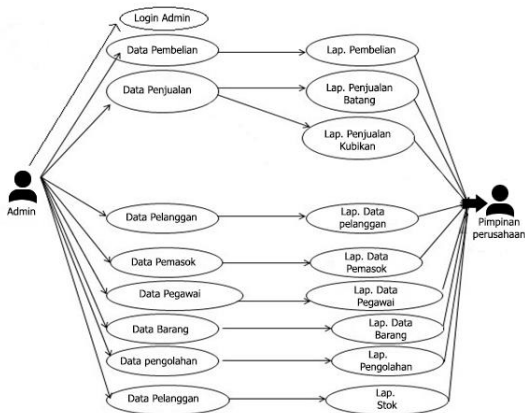 Login Admin
Data Pembelian
Lap. Pembelian
Data Penjualan
Lap. Penjualan
Batang
Lap. Penjualan
Kubikan
Admin
Pimpinan
perusahaan
Data Pelanggan
Lap. Data
pelanggan
Data Pemasok
Lap. Data
Pemasok
Data Pegawai
Lap. Data
Pegawai
Data Barang
Lap. Data
Barang
Data pengolahan
Lap.
Pengolahan
Data Pelanggan
Lap.
Stok